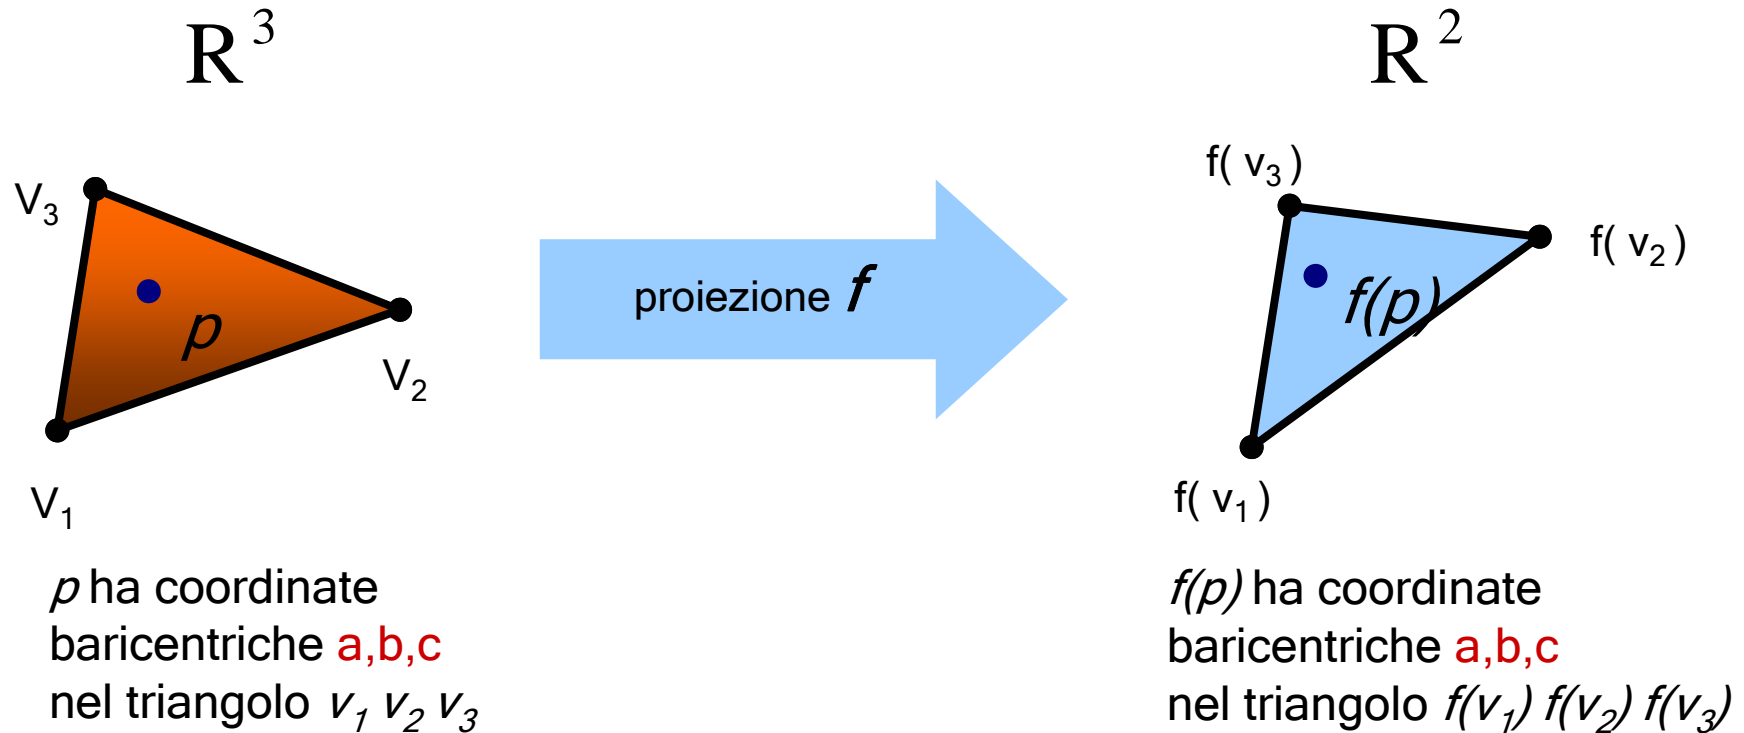 R³
R²
V₃
p
V₂
V₁
proiezione f
f( v₃ )
f( v₂ )
f(p)
f( v₁ )
p ha coordinate
baricentriche a,b,c
nel triangolo v₁ v₂ v₃
f(p) ha coordinate
baricentriche a,b,c
nel triangolo f(v₁) f(v₂) f(v₃)